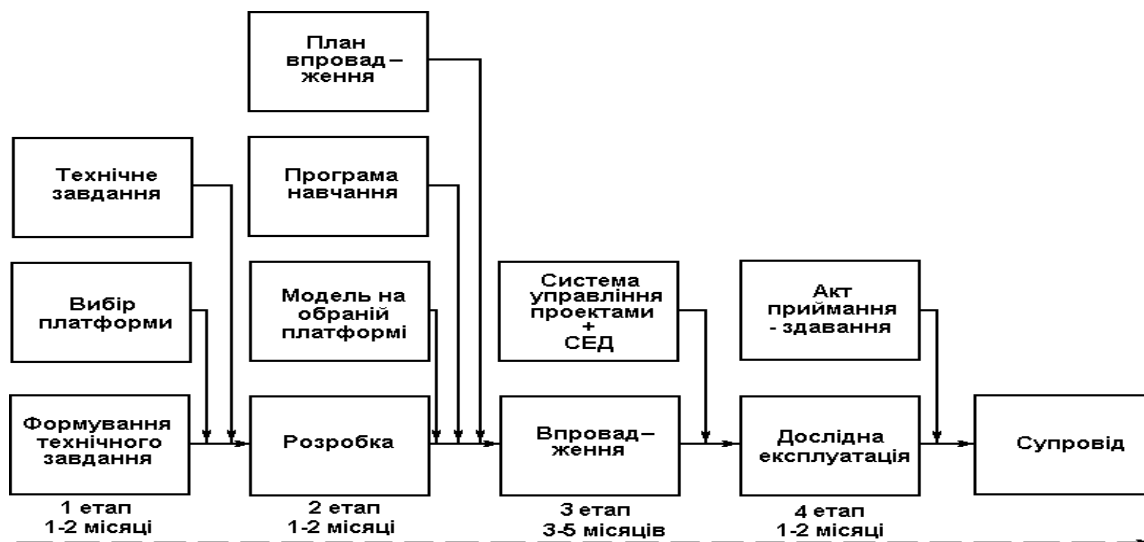 План
впровад–
ження
Технічне
завдання
Програма
навчання
Вибір
платформи
Модель на
обраній
платформі
Система
управління
проектами
+
СЕД
Акт
приймання
- здавання
Формування
технічного
завдання
Розробка
Впровад–
ження
Дослідна
експлуатація
Супровід
1 етап
1-2 місяці
2 етап
1-2 місяці
3 етап
3-5 місяців
4 етап
1-2 місяці